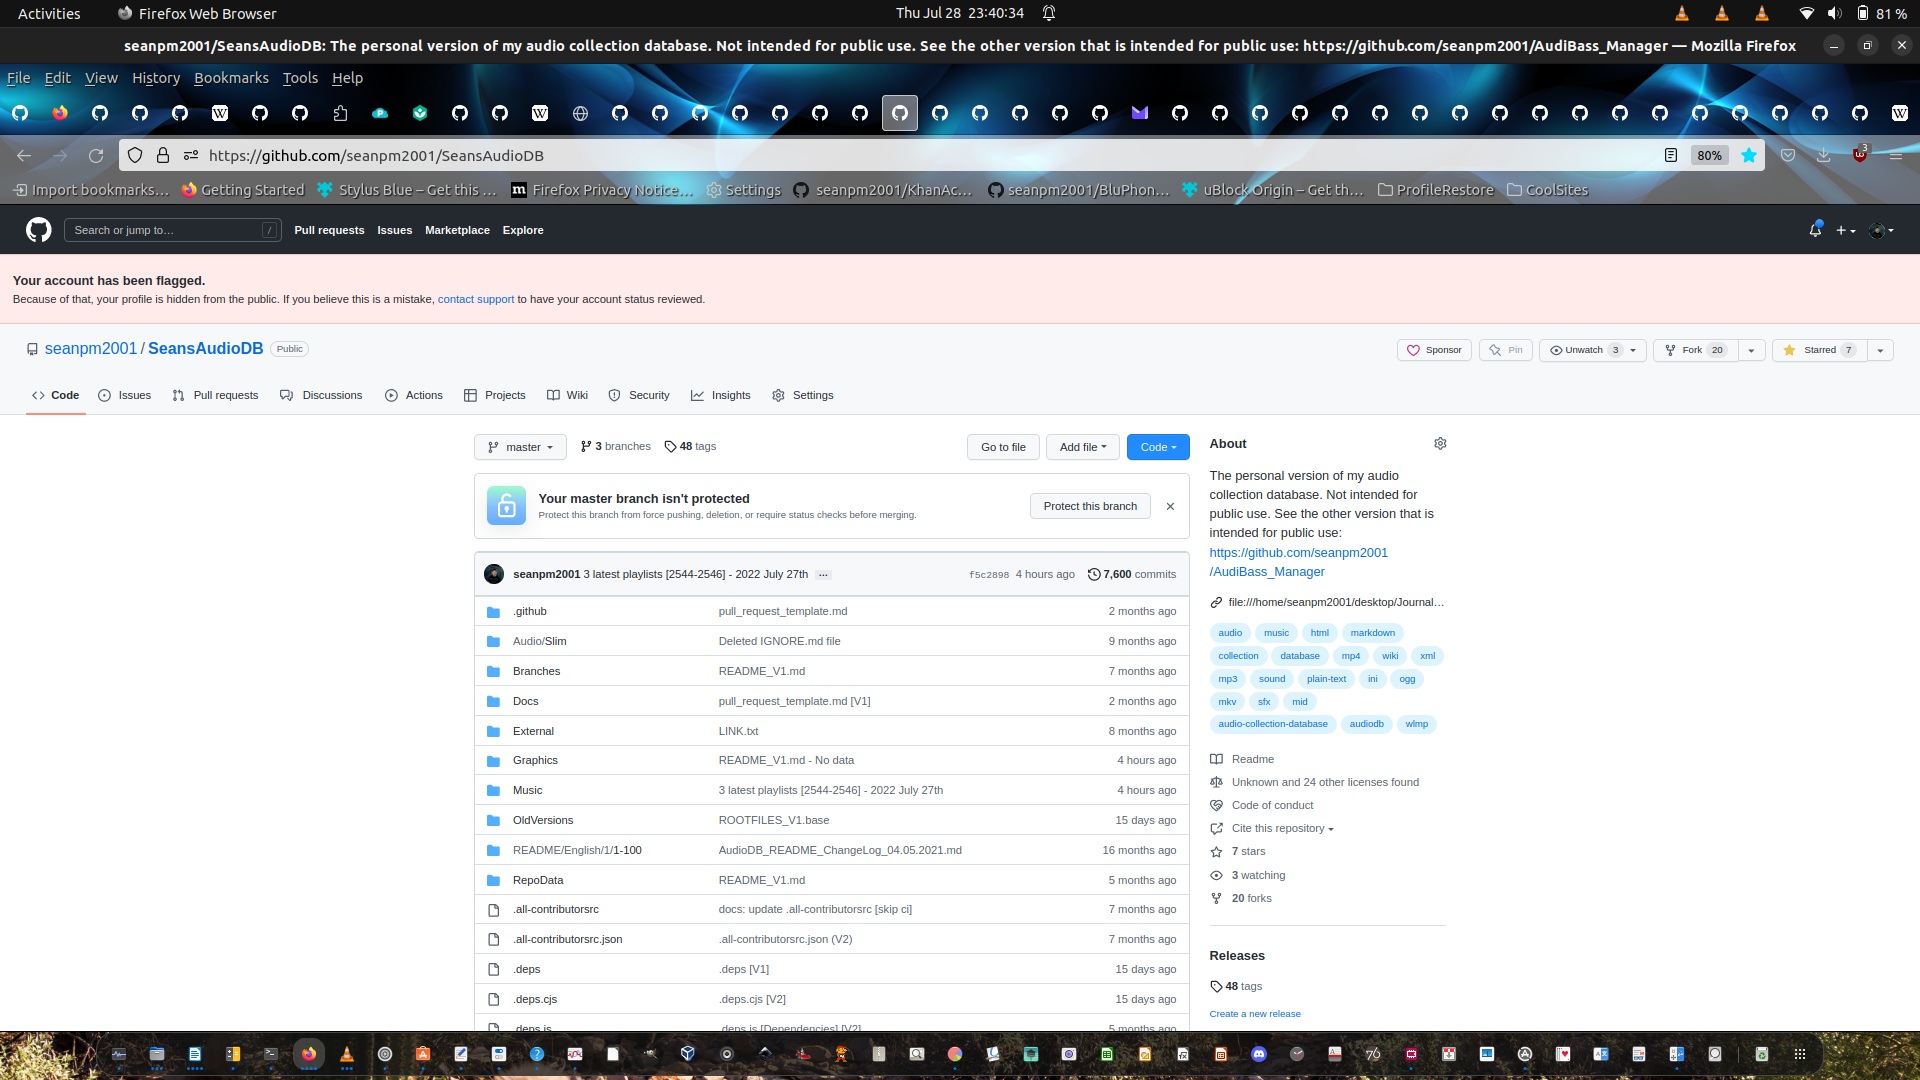 Activities
Firefox Web Browser
Thu Jul 28 23:40:34
81 %
seanpm2001/SeansAudioDB: The personal version of my audio collection database. Not intended for public use. See the other version that is intended for public use: https://github.com/seanpm2001/AudiBass_Manager — Mozilla Firefox
File Edit View History Bookmarks Tools Help
https://github.com/seanpm2001/SeansAudioDB
80%
3
Import bookmarks…
Getting Started
Stylus Blue – Get this …
Firefox Privacy Notice…
Settings
seanpm2001/KhanAc…
seanpm2001/BluPhon…
uBlock Origin – Get th…
ProfileRestore
CoolSites
Search or jump to…
/
Pull requests Issues Marketplace Explore
Your account has been flagged.
Because of that, your profile is hidden from the public. If you believe this is a mistake, contact support to have your account status reviewed.
seanpm2001 / SeansAudioDB Public
Sponsor Pin Unwatch 3 Fork 20 Starred 7
Code Issues Pull requests Discussions Actions Projects Wiki Security Insights Settings
master 3 branches 48 tags
Go to file Add file Code
Your master branch isn't protected
Protect this branch from force pushing, deletion, or require status checks before merging.
Protect this branch
seanpm2001 3 latest playlists [2544-2546] - 2022 July 27th …
f5c2898 4 hours ago 7,600 commits
.github pull_request_template.md 2 months ago
Audio/Slim Deleted IGNORE.md file 9 months ago
Branches README_V1.md 7 months ago
Docs pull_request_template.md [V1] 2 months ago
External LINK.txt 8 months ago
Graphics README_V1.md - No data 4 hours ago
Music 3 latest playlists [2544-2546] - 2022 July 27th 4 hours ago
OldVersions ROOTFILES_V1.base 15 days ago
README/English/1/1-100 AudioDB_README_ChangeLog_04.05.2021.md 16 months ago
RepoData README_V1.md 5 months ago
.all-contributorsrc docs: update .all-contributorsrc [skip ci] 7 months ago
.all-contributorsrc.json .all-contributorsrc.json (V2) 7 months ago
.deps .deps [V1] 15 days ago
.deps.cjs .deps.cjs [V2] 15 days ago
.deps.js .deps.js [Dependencies] [V2] 5 months ago
About
The personal version of my audio
collection database. Not intended for
public use. See the other version that is
intended for public use:
https://github.com/seanpm2001
/AudiBass_Manager
file:///home/seanpm2001/desktop/Journal…
audio music html markdown
collection database mp4 wiki xml
mp3 sound plain-text ini ogg
mkv sfx mid
audio-collection-database audiodb wlmp
Readme
Unknown and 24 other licenses found
Code of conduct
Cite this repository
7 stars
3 watching
20 forks
Releases
48 tags
Create a new release